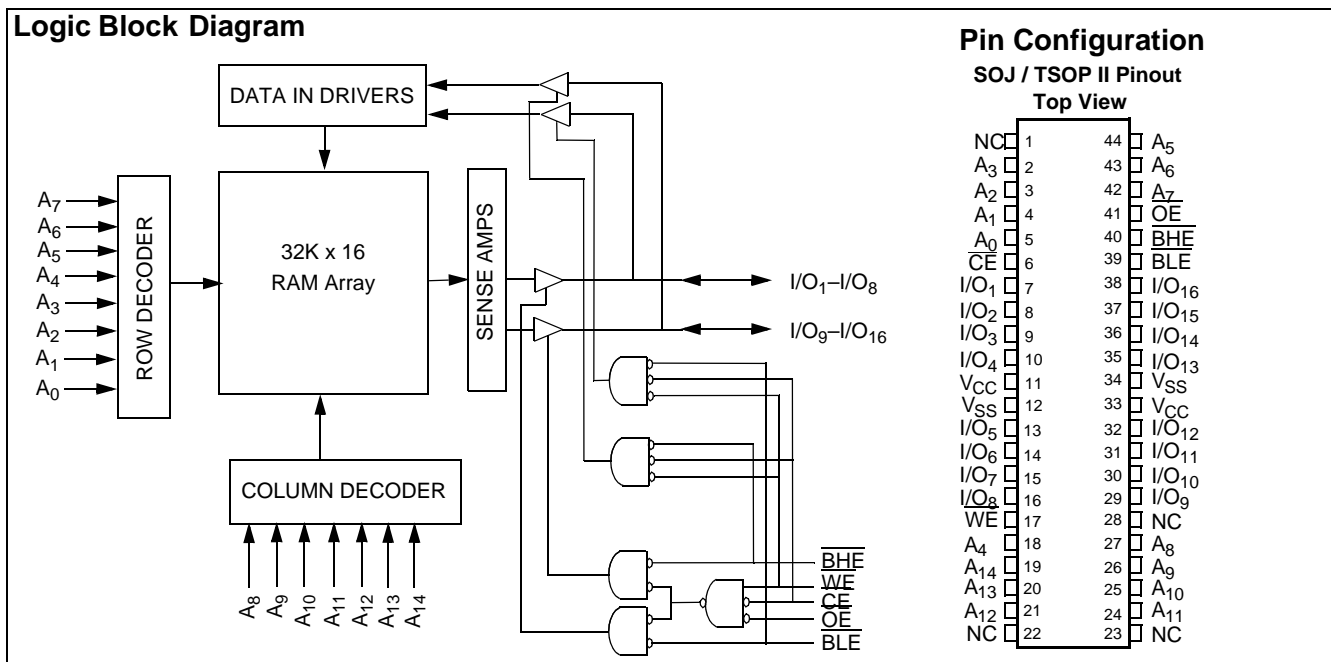 Logic Block Diagram
DATA IN DRIVERS
A7
A6
A5
A4
A3
A2
A1
A0
ROW DECODER
32K x 16
RAM Array
SENSE AMPS
I/O1–I/O8
I/O9–I/O16
COLUMN DECODER
A8
A9
A10
A11
A12
A13
A14
BHE
WE
CE
OE
BLE
Pin Configuration
SOJ / TSOP II Pinout
Top View
NC 1 44 A5
A3 2 43 A6
A2 3 42 A7
A1 4 41 OE
A0 5 40 BHE
CE 6 39 BLE
I/O1 7 38 I/O16
I/O2 8 37 I/O15
I/O3 9 36 I/O14
I/O4 10 35 I/O13
VCC 11 34 VSS
VSS 12 33 VCC
I/O5 13 32 I/O12
I/O6 14 31 I/O11
I/O7 15 30 I/O10
I/O8 16 29 I/O9
WE 17 28 NC
A4 18 27 A8
A14 19 26 A9
A13 20 25 A10
A12 21 24 A11
NC 22 23 NC